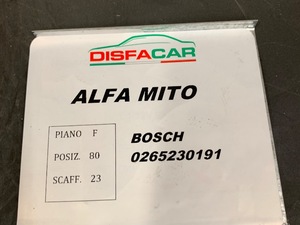 DISFACAR
ALFA MITO
PIANO F
POSIZ. 80
SCAFF. 23
BOSCH
0265230191